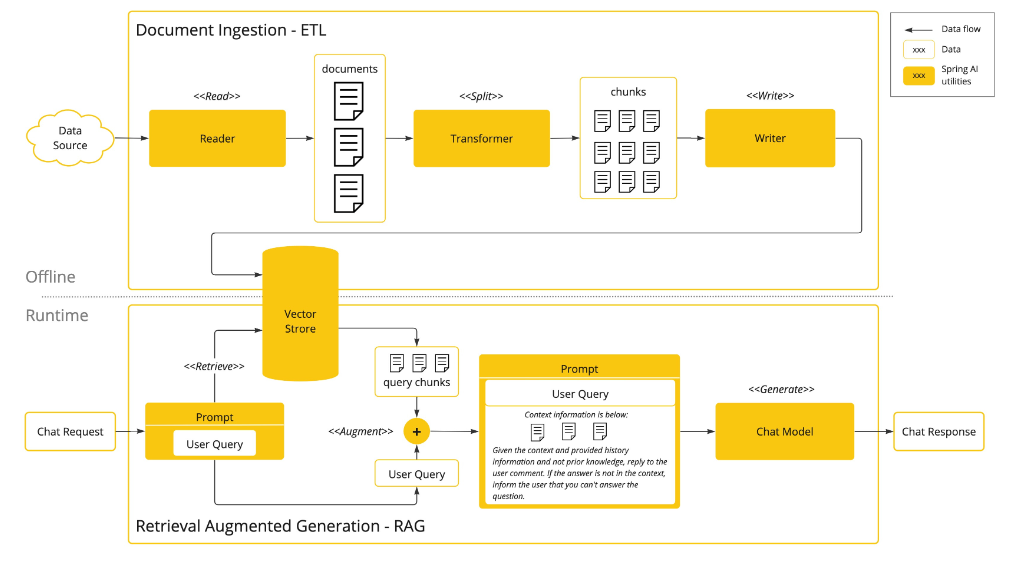 Document Ingestion - ETL
Data flow
xxx
Data
xxx
Spring AI
utilities
documents
chunks
<<Read>>
<<Split>>
<<Write>>
Data
Source
Reader
Transformer
Writer
Offline
Runtime
Vector
Strore
<<Retrieve>>
query chunks
Prompt
User Query
Context information is below:
Given the context and provided history
information and not prior knowledge, reply to the
user comment. If the answer is not in the context,
inform the user that you can't answer the
question.
<<Generate>>
Chat Request
Prompt
User Query
<<Augment>>
+
User Query
Chat Model
Chat Response
Retrieval Augmented Generation - RAG